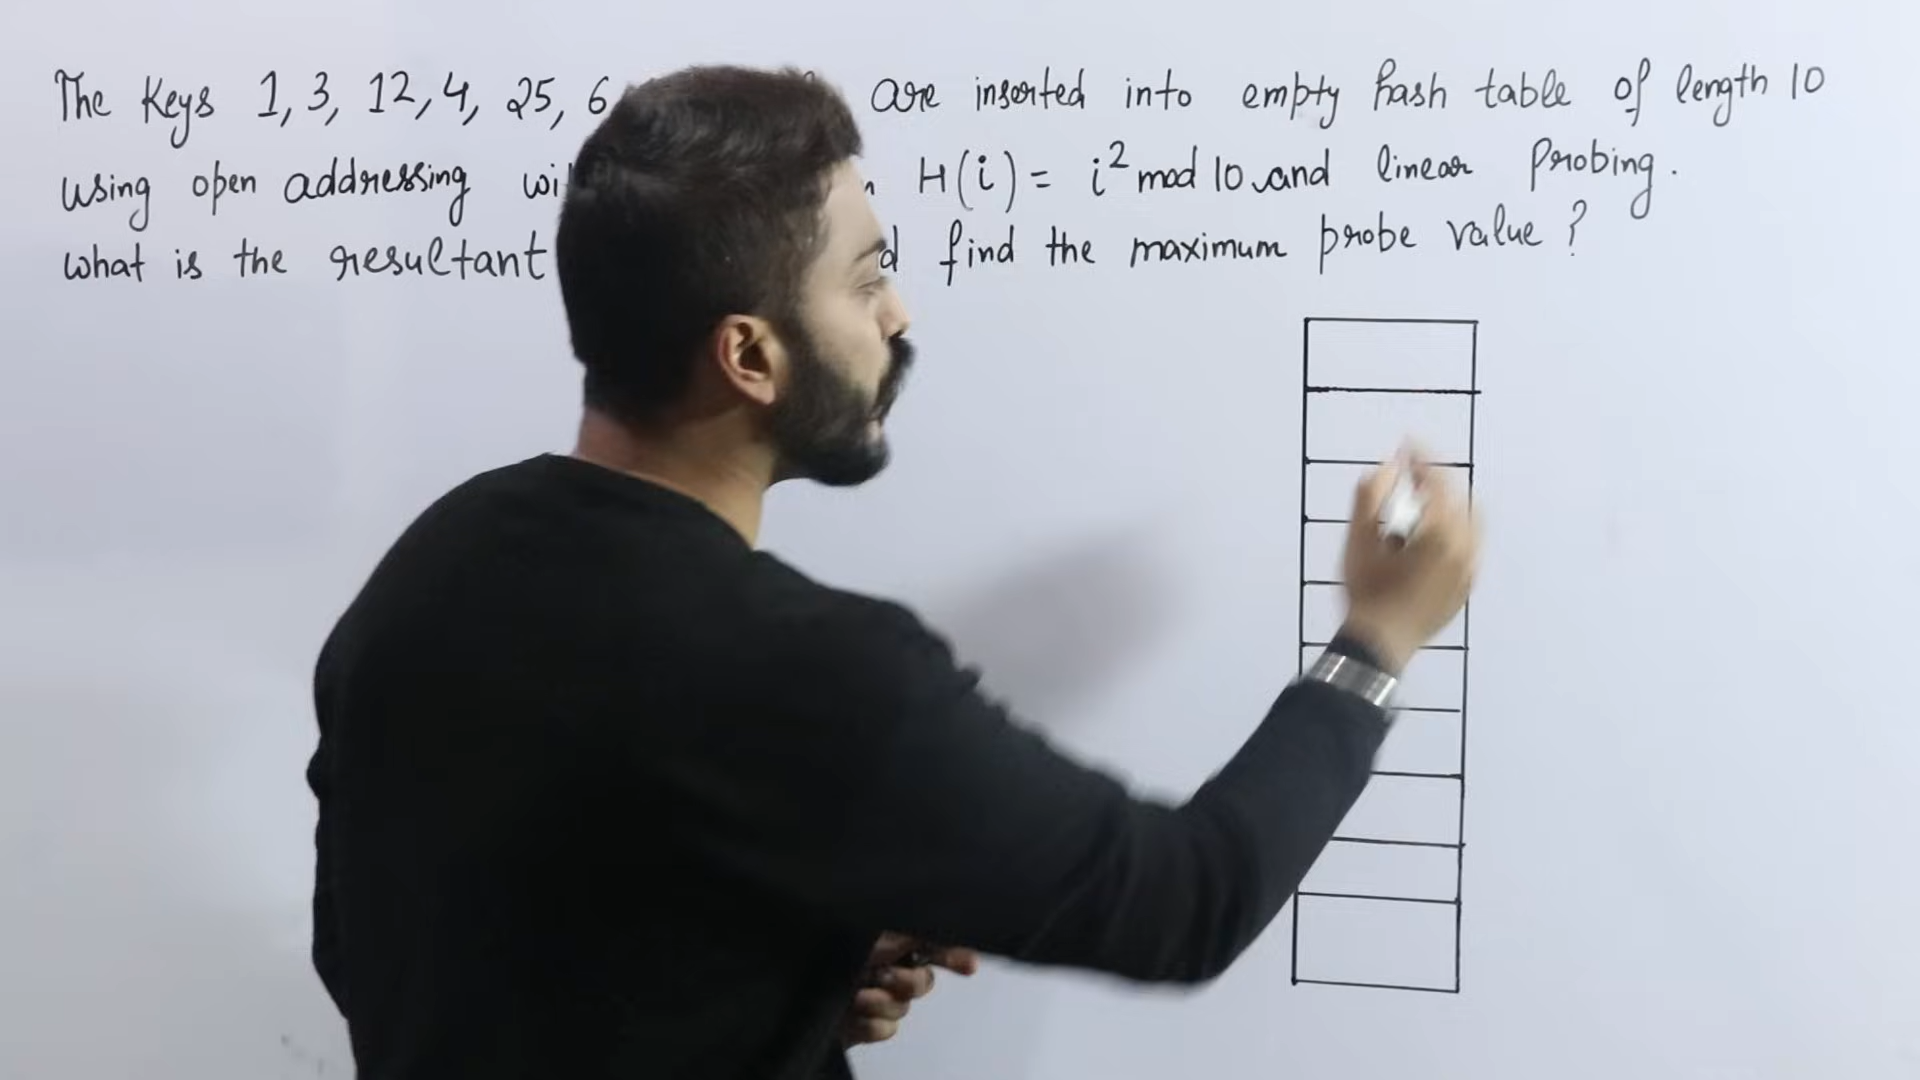 The Keys 1, 3, 12, 4, 25, 6 are inserted into empty hash table of length 10
using open addressing H(i) = i² mod 10 and linear Probing.
what is the resultant find the maximum probe value ?